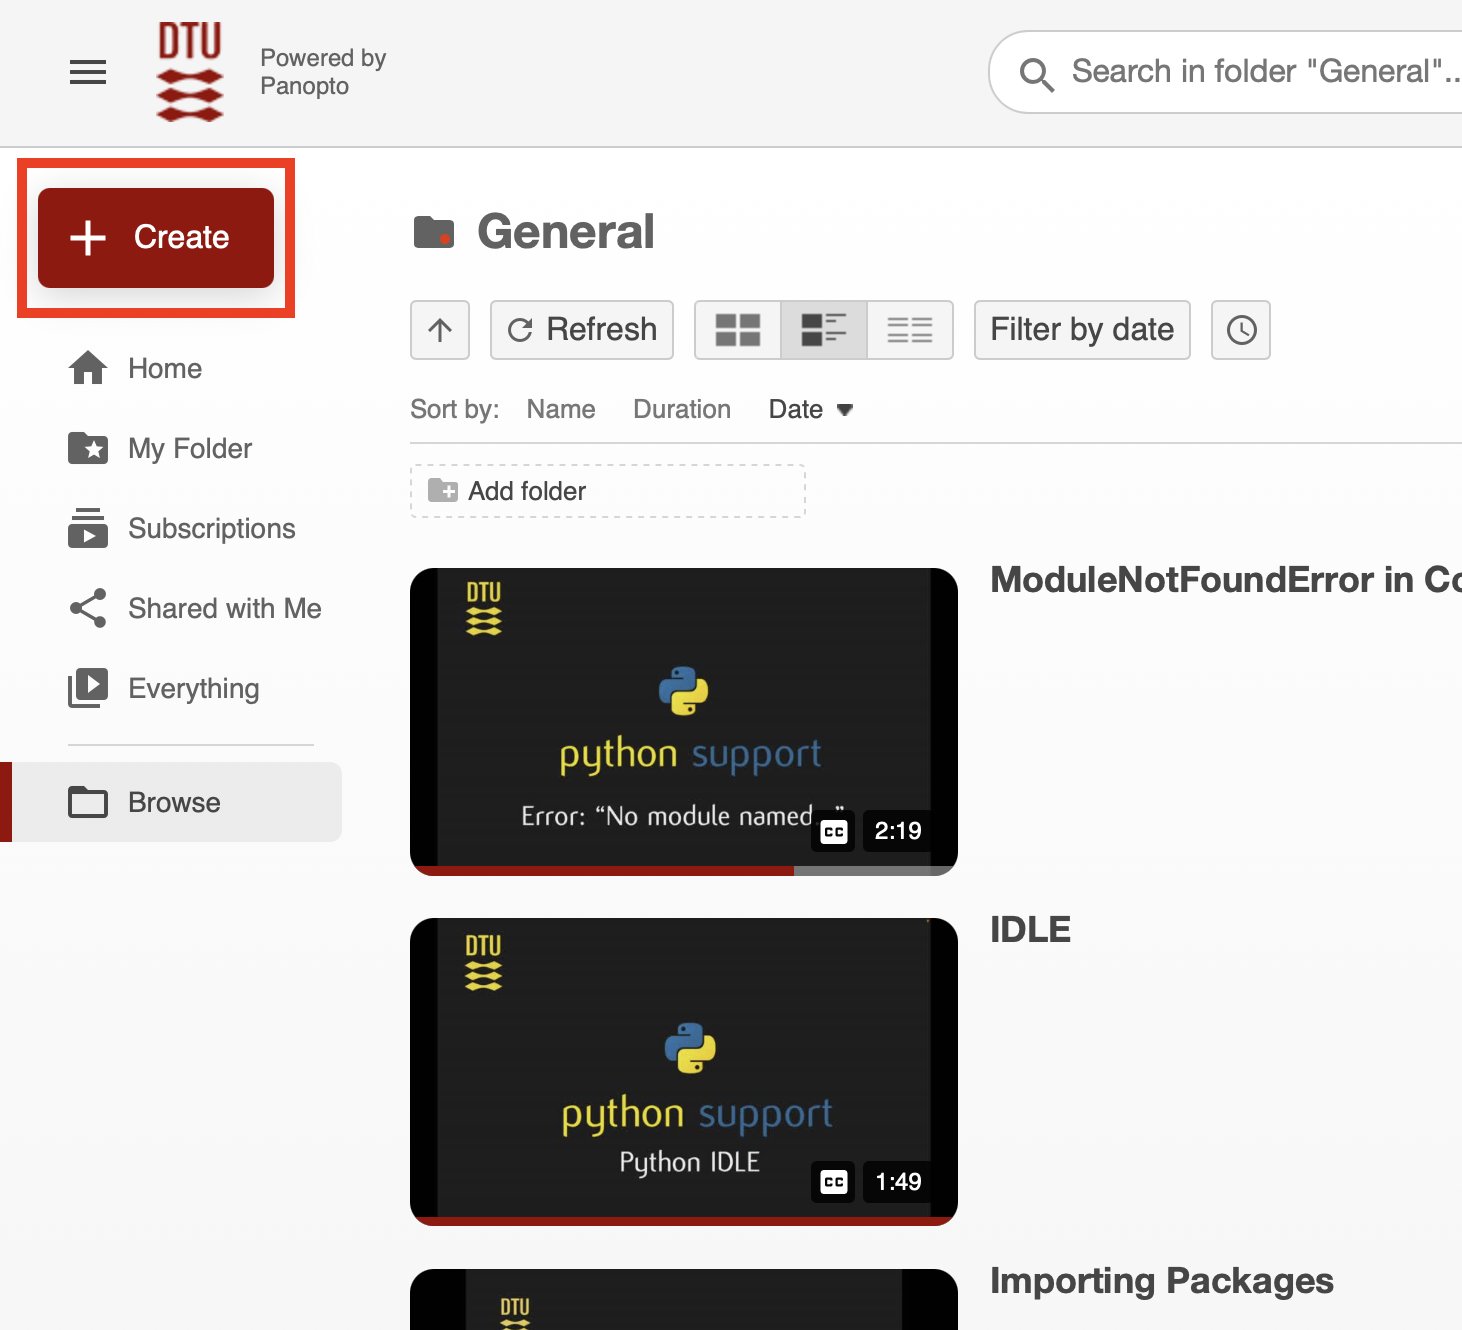 DTU
Powered by
Panopto
Search in folder "General"..
Create
Home
My Folder
Subscriptions
Shared with Me
Everything
Browse
General
Refresh
Filter by date
Sort by: Name Duration Date
Add folder
DTU
python support
Error: “No module named...”
CC 2:19
ModuleNotFoundError in Co
DTU
python support
Python IDLE
CC 1:49
IDLE
DTU
Importing Packages